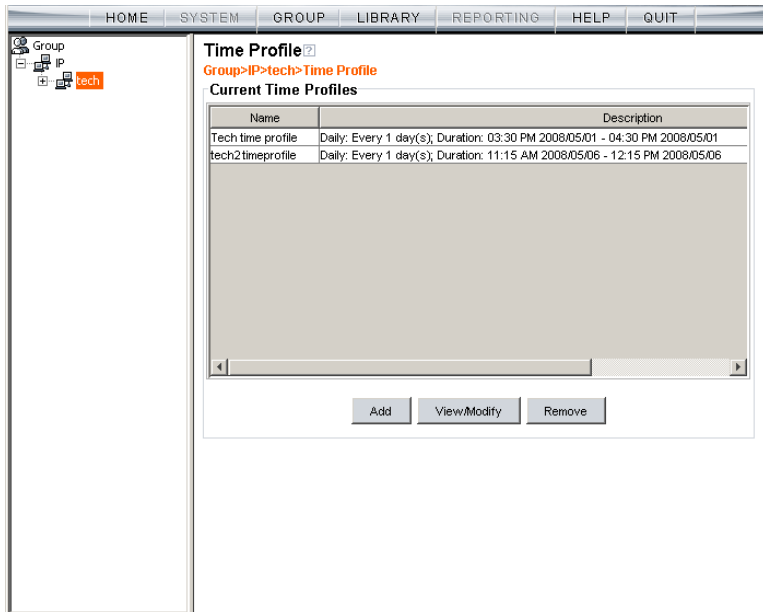 HOME SYSTEM GROUP LIBRARY REPORTING HELP QUIT
Group
IP
tech
Time Profile?
Group>IP>tech>Time Profile
Current Time Profiles
Name Description
Tech time profile Daily: Every 1 day(s); Duration: 03:30 PM 2008/05/01 - 04:30 PM 2008/05/01
tech2timeprofile Daily: Every 1 day(s); Duration: 11:15 AM 2008/05/06 - 12:15 PM 2008/05/06
Add View/Modify Remove